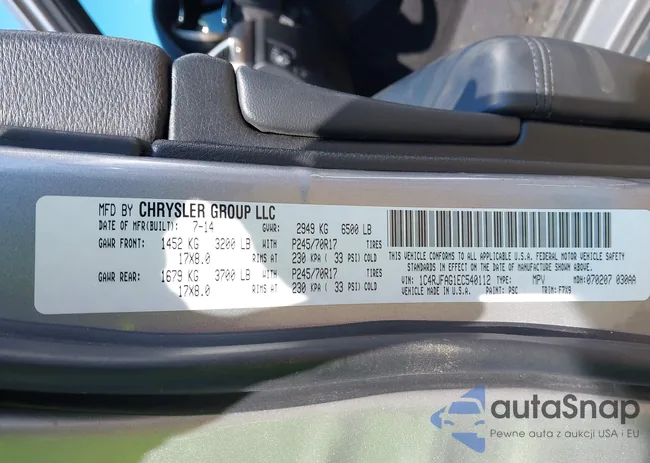 MFD BY CHRYSLER GROUP LLC
DATE OF MFR(BUILT): 7-14 GVWR: 2949 KG 6500 LB
GAWR FRONT: 1452 KG 3200 LB WITH P245/70R17 TIRES
17X8.0 RIMS AT 230 KPA ( 33 PSI) COLD
GAWR REAR: 1679 KG 3700 LB WITH P245/70R17 TIRES
17X8.0 RIMS AT 230 KPA ( 33 PSI) COLD
THIS VEHICLE CONFORMS TO ALL APPLICABLE U.S.A. FEDERAL MOTOR VEHICLE SAFETY
STANDARDS IN EFFECT ON THE DATE OF MANUFACTURE SHOWN ABOVE.
VIN: 1C4RJFAG1EC540112 TYPE: MPV MDH:070207 030AA
VEHICLE MADE IN U.S.A. PAINT: PSC TRIM:F7X9
autaSnap
Pewne auta z aukcji USA i EU